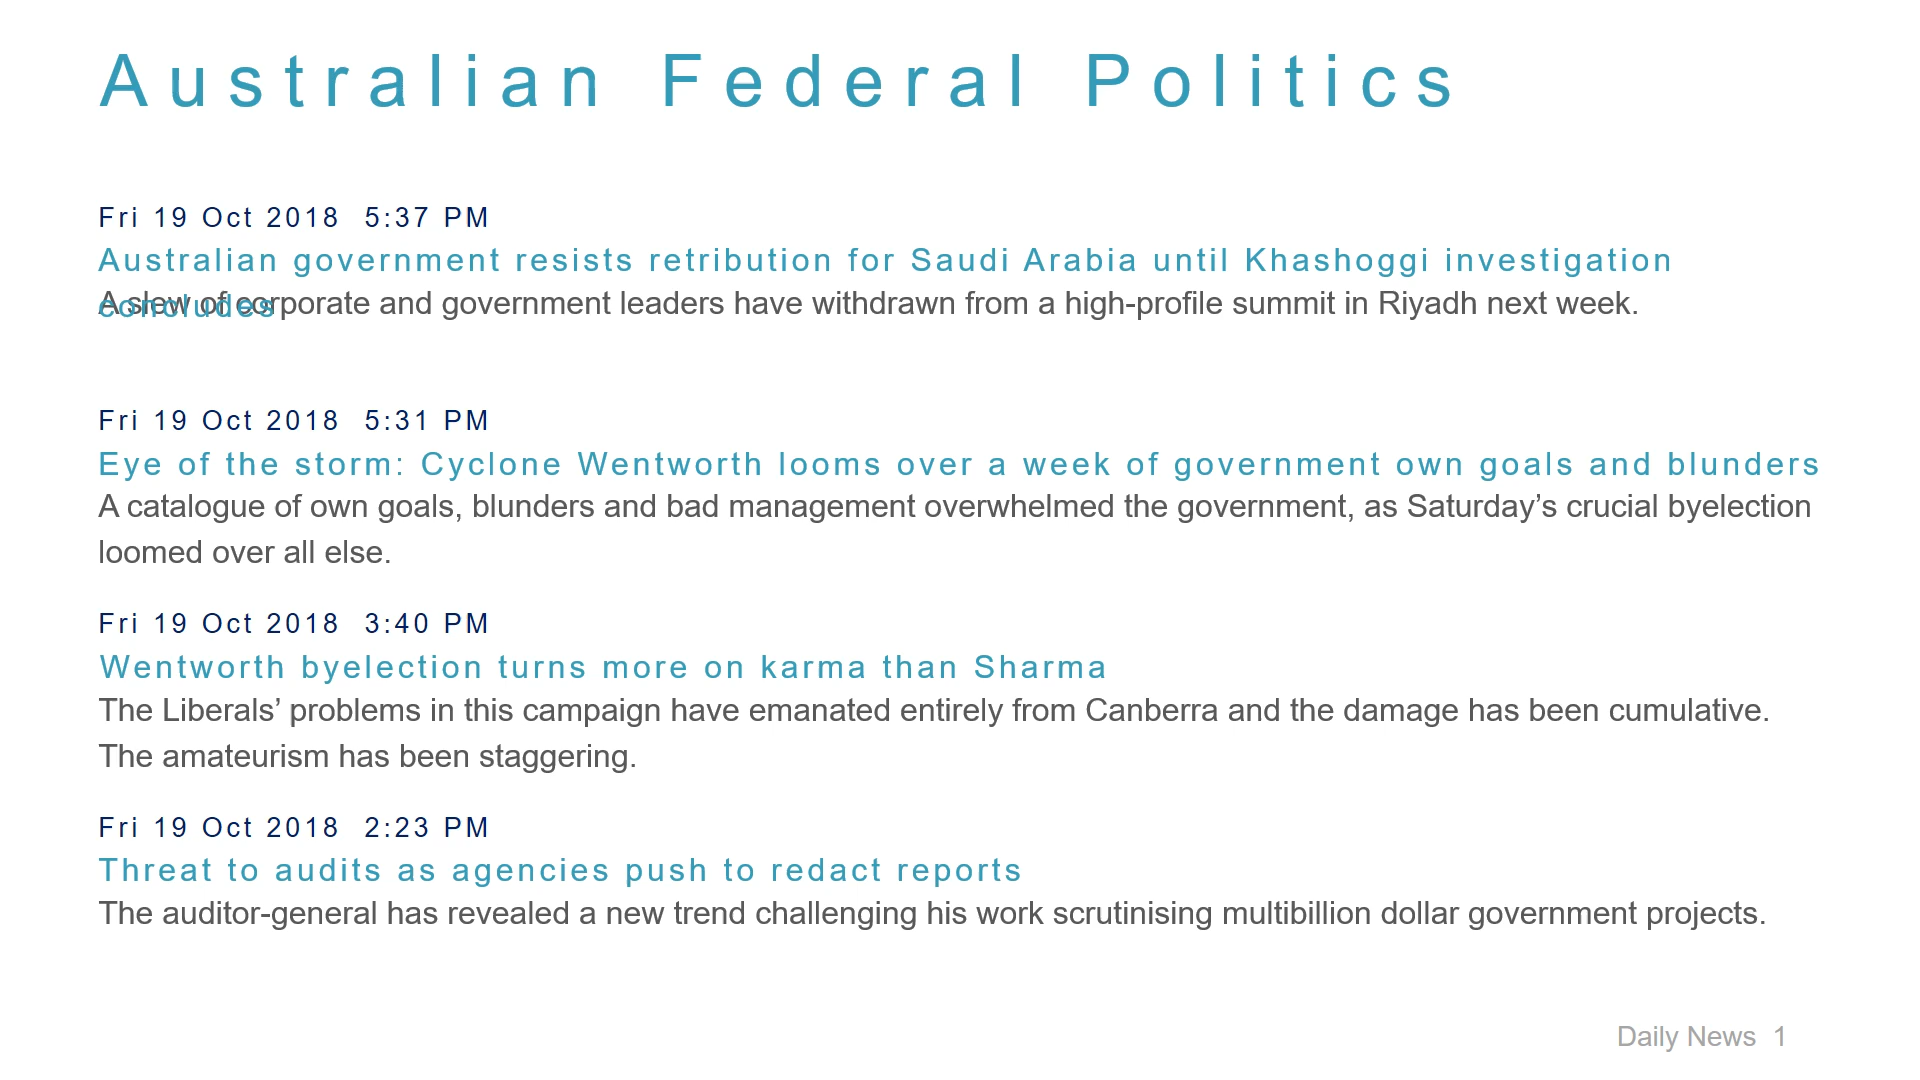 Australian Federal Politics
Fri 19 Oct 2018 5:37 PM
Australian government resists retribution for Saudi Arabia until Khashoggi investigation
concludes
A slew of corporate and government leaders have withdrawn from a high-profile summit in Riyadh next week.
Fri 19 Oct 2018 5:31 PM
Eye of the storm: Cyclone Wentworth looms over a week of government own goals and blunders
A catalogue of own goals, blunders and bad management overwhelmed the government, as Saturday’s crucial byelection
loomed over all else.
Fri 19 Oct 2018 3:40 PM
Wentworth byelection turns more on karma than Sharma
The Liberals’ problems in this campaign have emanated entirely from Canberra and the damage has been cumulative.
The amateurism has been staggering.
Fri 19 Oct 2018 2:23 PM
Threat to audits as agencies push to redact reports
The auditor-general has revealed a new trend challenging his work scrutinising multibillion dollar government projects.
Daily News 1